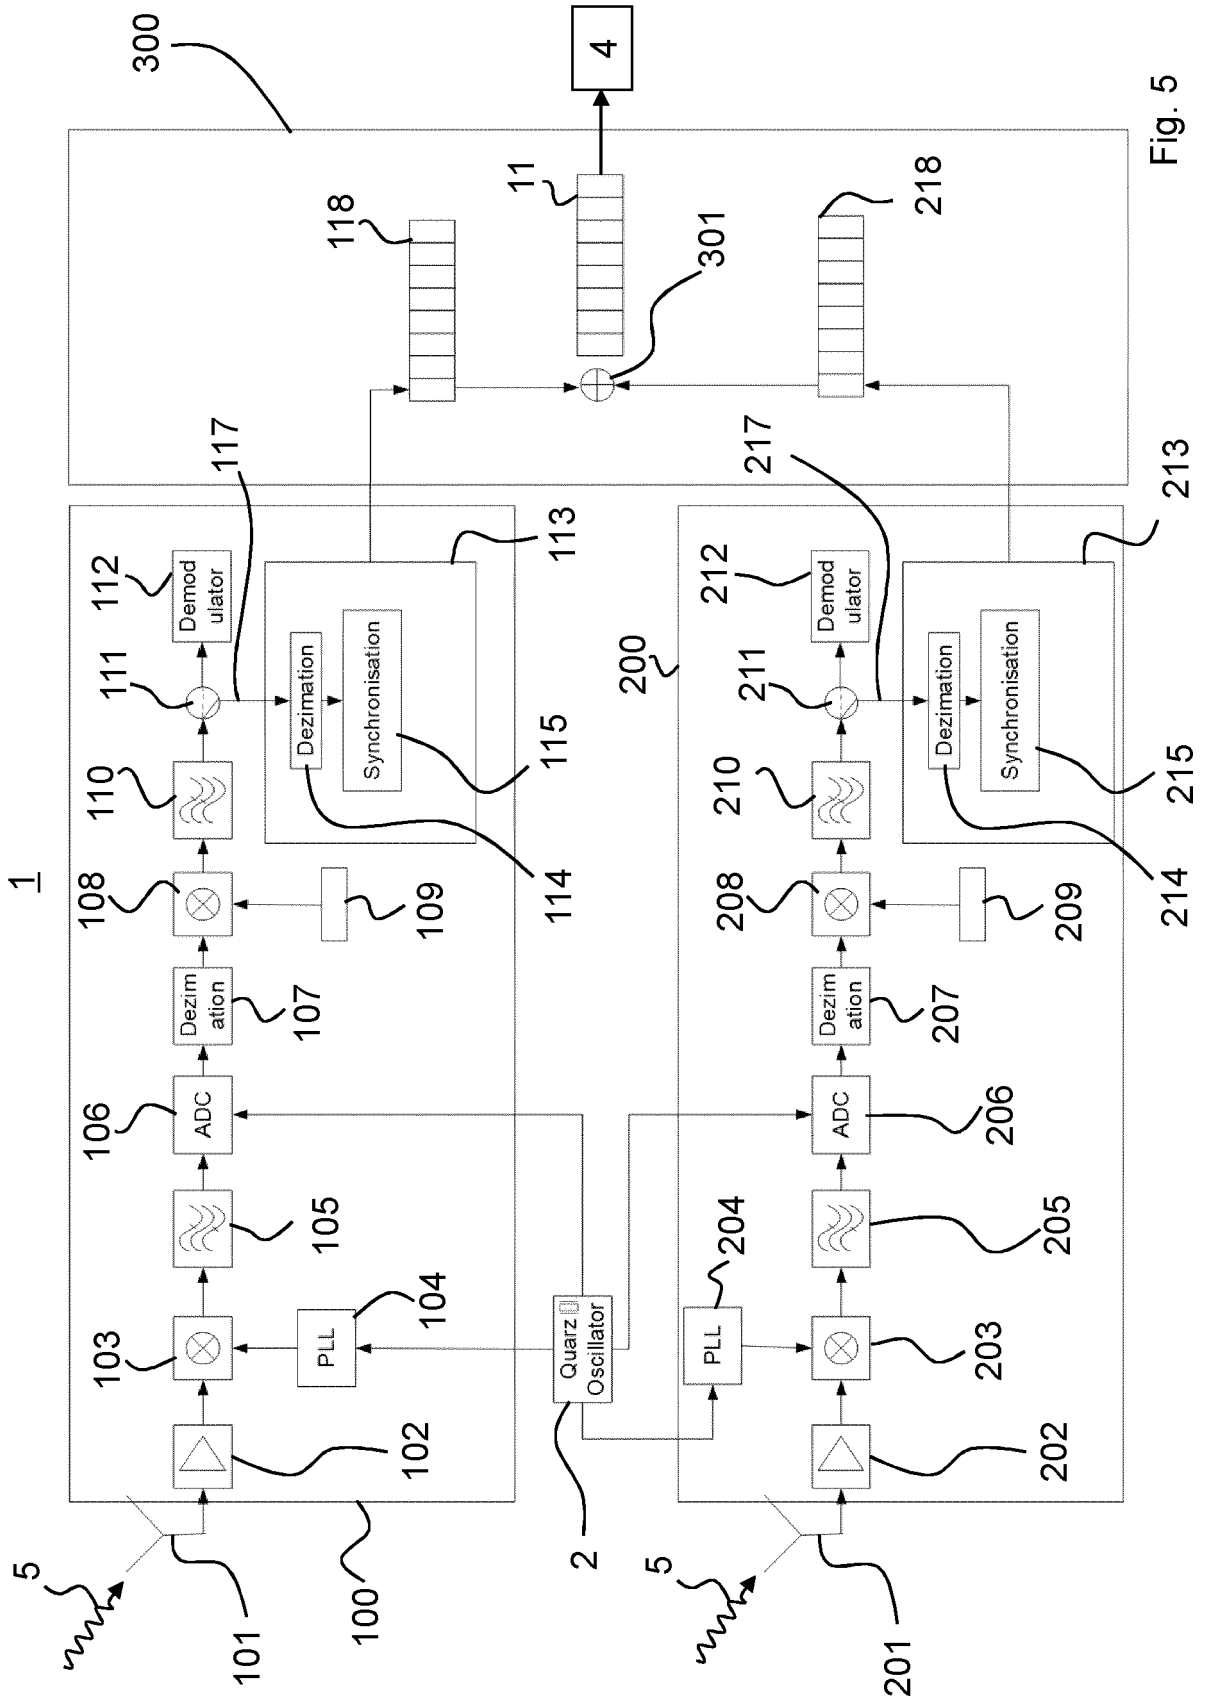 1
5
101
100
102
103
PLL
104
105
ADC
106
Dezim
ation
107
108
109
110
111
Demod
ulator
112
117
Dezimation
Synchronisation
113
114
115
Quarz
Oscillator
2
5
201
200
202
203
PLL
204
205
ADC
206
Dezim
ation
207
208
209
210
211
Demod
ulator
212
217
Dezimation
Synchronisation
213
214
215
300
118
11
301
218
4
Fig. 5